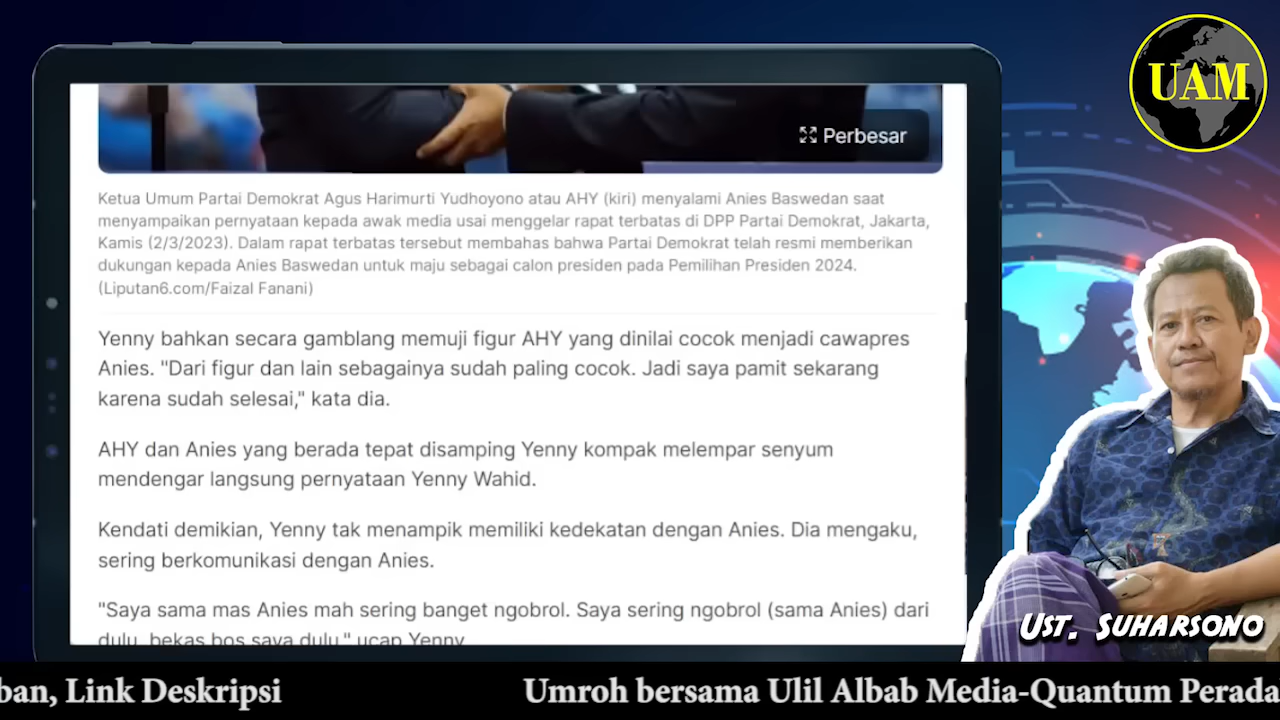 UAM
Perbesar
Ketua Umum Partai Demokrat Agus Harimurti Yudhoyono atau AHY (kiri) menyalami Anies Baswedan saat
menyampaikan pernyataan kepada awak media usai menggelar rapat terbatas di DPP Partai Demokrat, Jakarta,
Kamis (2/3/2023). Dalam rapat terbatas tersebut membahas bahwa Partai Demokrat telah resmi memberikan
dukungan kepada Anies Baswedan untuk maju sebagai calon presiden pada Pemilihan Presiden 2024.
(Liputan6.com/Faizal Fanani)
Yenny bahkan secara gamblang memuji figur AHY yang dinilai cocok menjadi cawapres
Anies. "Dari figur dan lain sebagainya sudah paling cocok. Jadi saya pamit sekarang
karena sudah selesai," kata dia.
AHY dan Anies yang berada tepat disamping Yenny kompak melempar senyum
mendengar langsung pernyataan Yenny Wahid.
Kendati demikian, Yenny tak menampik memiliki kedekatan dengan Anies. Dia mengaku,
sering berkomunikasi dengan Anies.
"Saya sama mas Anies mah sering banget ngobrol. Saya sering ngobrol (sama Anies) dari
dulu, bekas bos saya dulu," ucap Yenny
UST. SUHARSONO
ban, Link Deskripsi Umroh bersama Ulil Albab Media-Quantum Perada